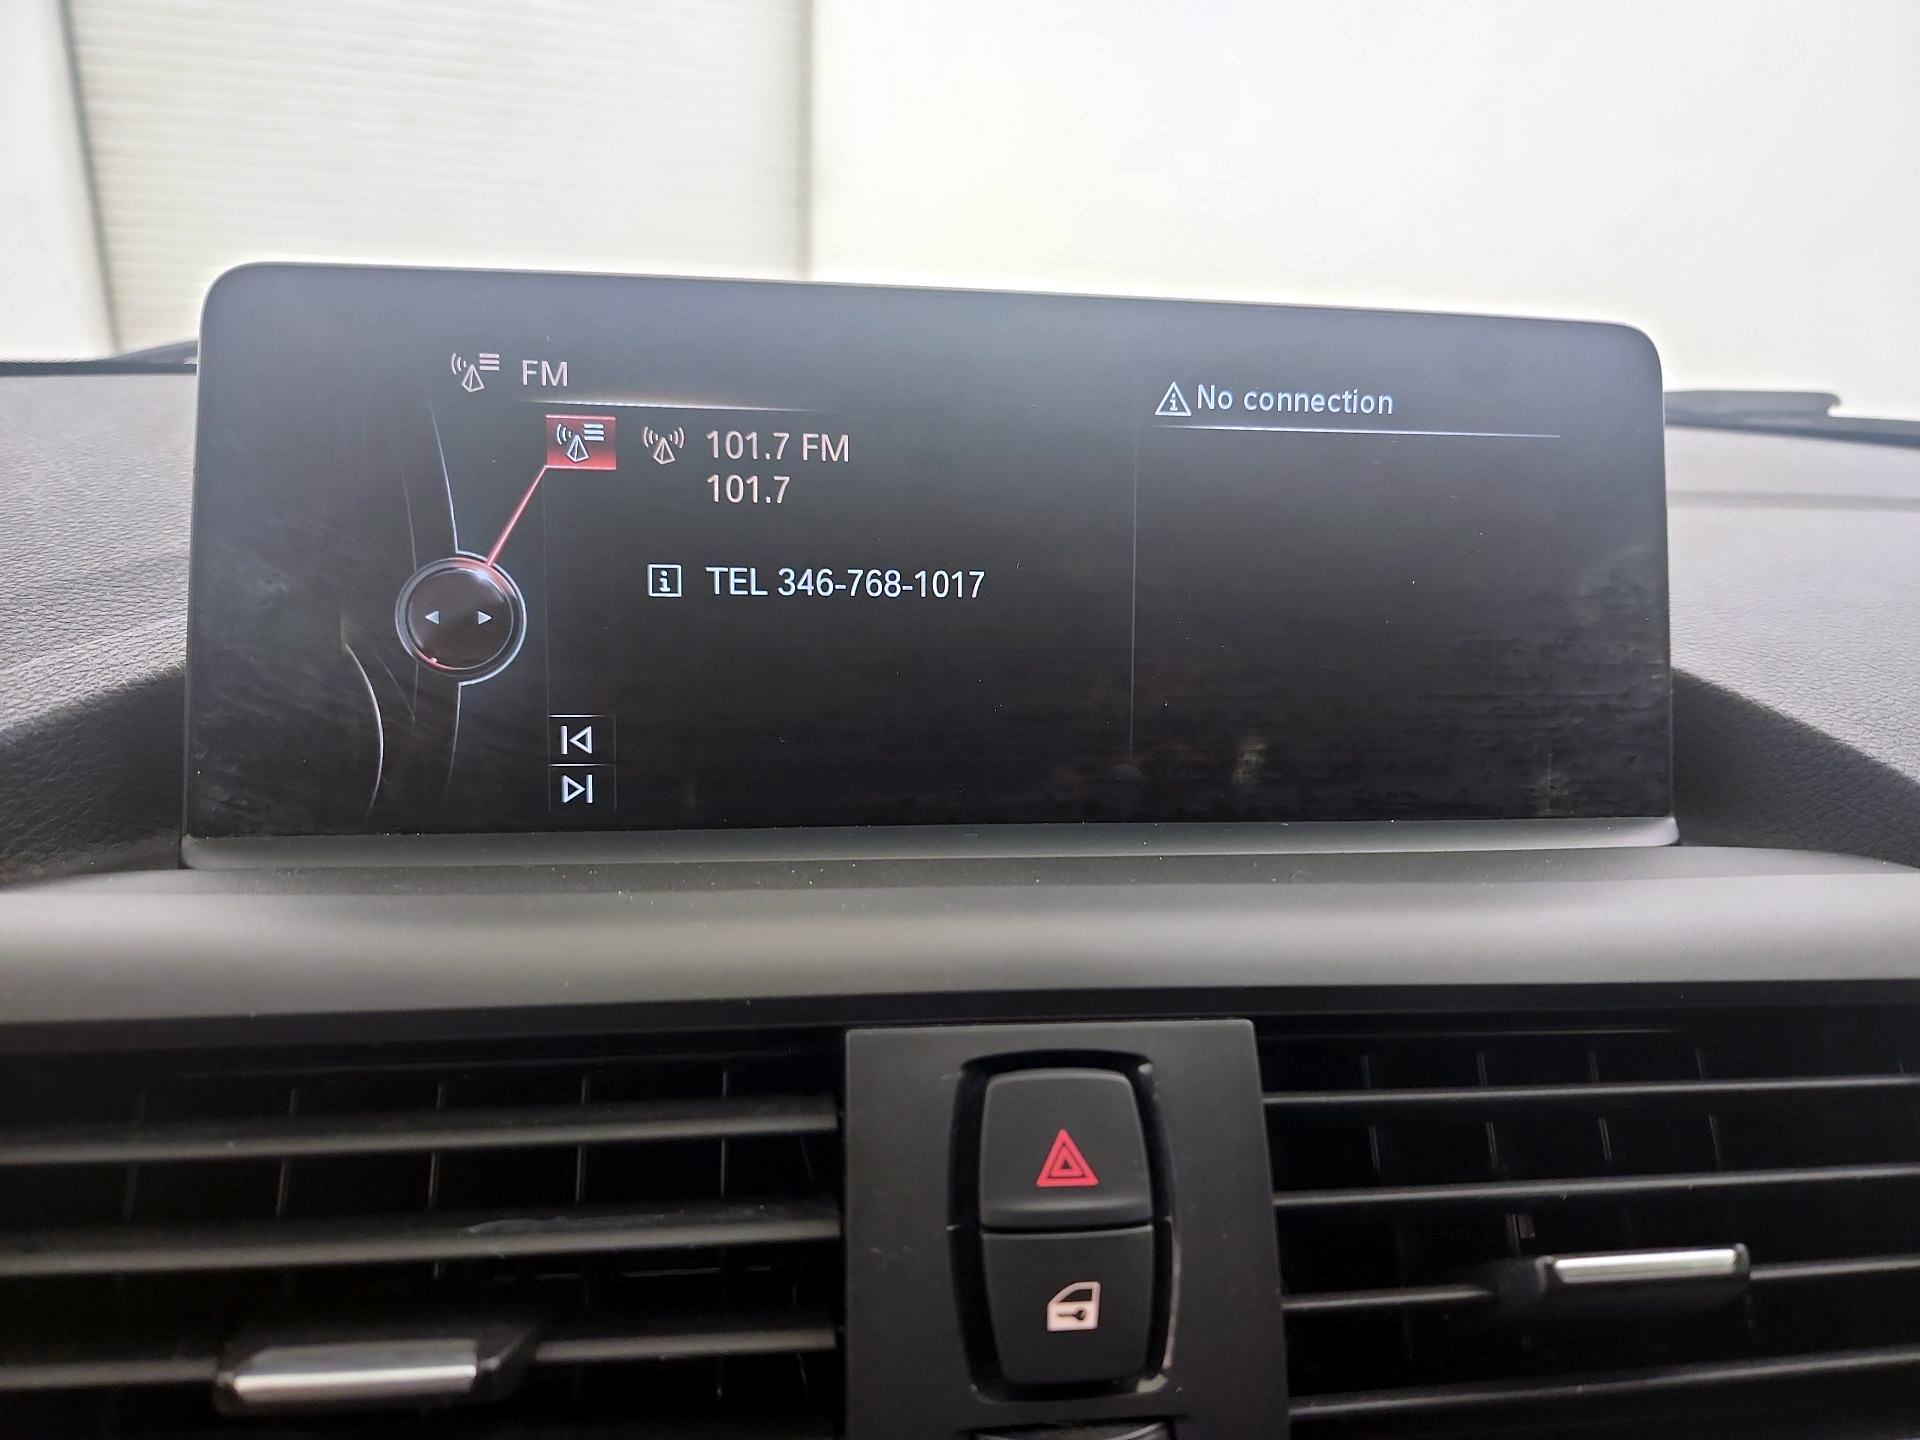 FM
101.7 FM
101.7
TEL 346-768-1017
No connection